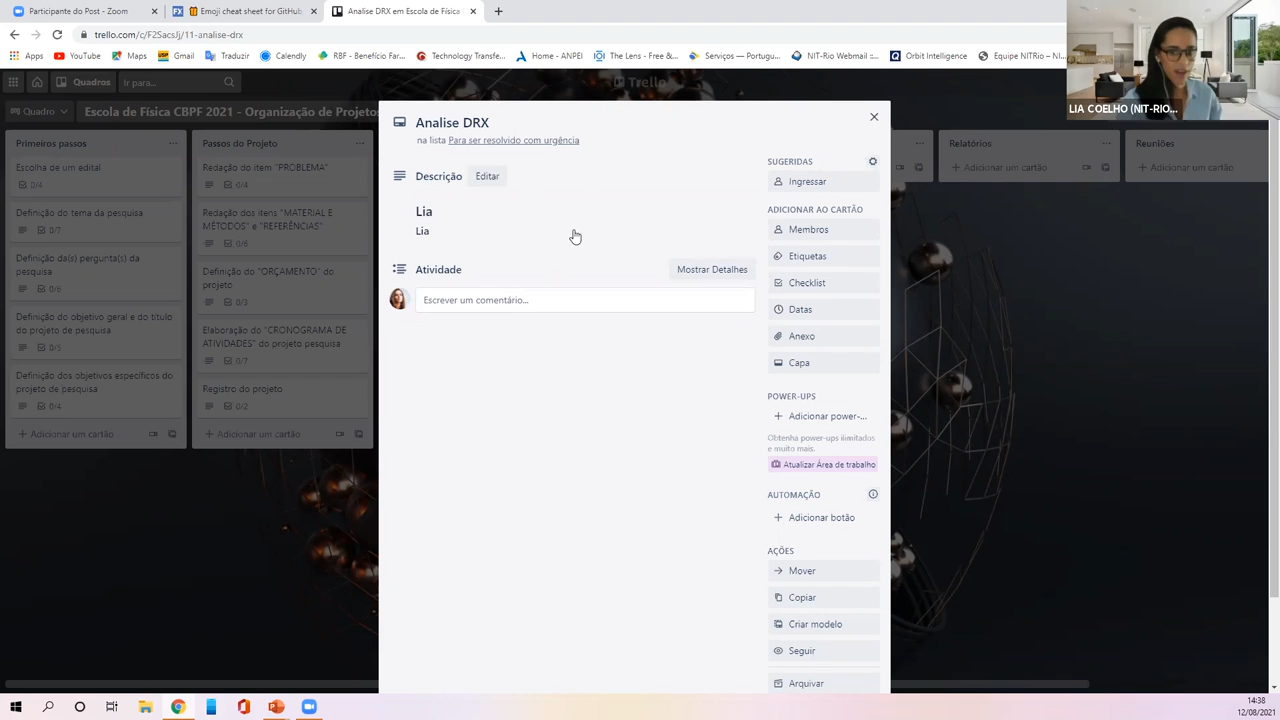 Participante do Post - Zoom
Emoji cheat sheet for GitHub
Analise DRX em Escola de Física
trello.com/c/F2SacsJj/11-analise-drx
Apps
YouTube
Maps
Gmail
Traduzir
Calendly
RBF - Benefício Far...
Technology Transfe...
Home - ANPEI
The Lens - Free &...
Serviços — Portugu...
NIT-Rio Webmail ::...
Orbit Intelligence
Equipe NITRio – NI...
LIA COELHO (NIT-RIO...
Quadros
Ir para...
Trello
Quadro
Escola de Física CBPF 2021 - Organização de Projetos
Primeiros passos
Escolha de um edital
0/4
Definição do tema da pesquisa
0/7
Definição da(s) pergunta(s) da
pesquisa
0/6
Definição do objetivo geral e do título
do projeto de pesquisa
0/5
Definição dos objetivos específicos do
projeto de pesquisa
0/4
Adicionar um cartão
Passos do Projeto
Redação do item "PROBLEMA"
0/4
Redação dos itens "MATERIAL E
MÉTODOS" e "REFERÊNCIAS"
0/6
Definição do "ORÇAMENTO" do
projeto
0/3
Elaboração do "CRONOGRAMA DE
ATIVIDADES" do projeto pesquisa
0/7
Registro do projeto
0/2
Adicionar um cartão
Analise DRX
na lista Para ser resolvido com urgência
Descrição
Editar
Lia
Lia
Atividade
Mostrar Detalhes
Escrever um comentário...
SUGERIDAS
Ingressar
ADICIONAR AO CARTÃO
Membros
Etiquetas
Checklist
Datas
Anexo
Capa
POWER-UPS
Adicionar power-...
Obtenha power-ups ilimitados
e muito mais.
Atualizar Área de trabalho
AUTOMAÇÃO
Adicionar botão
AÇÕES
Mover
Copiar
Criar modelo
Seguir
Arquivar
Relatórios
Adicionar um cartão
Reuniões
Adicionar um cartão
14:38
12/08/2021